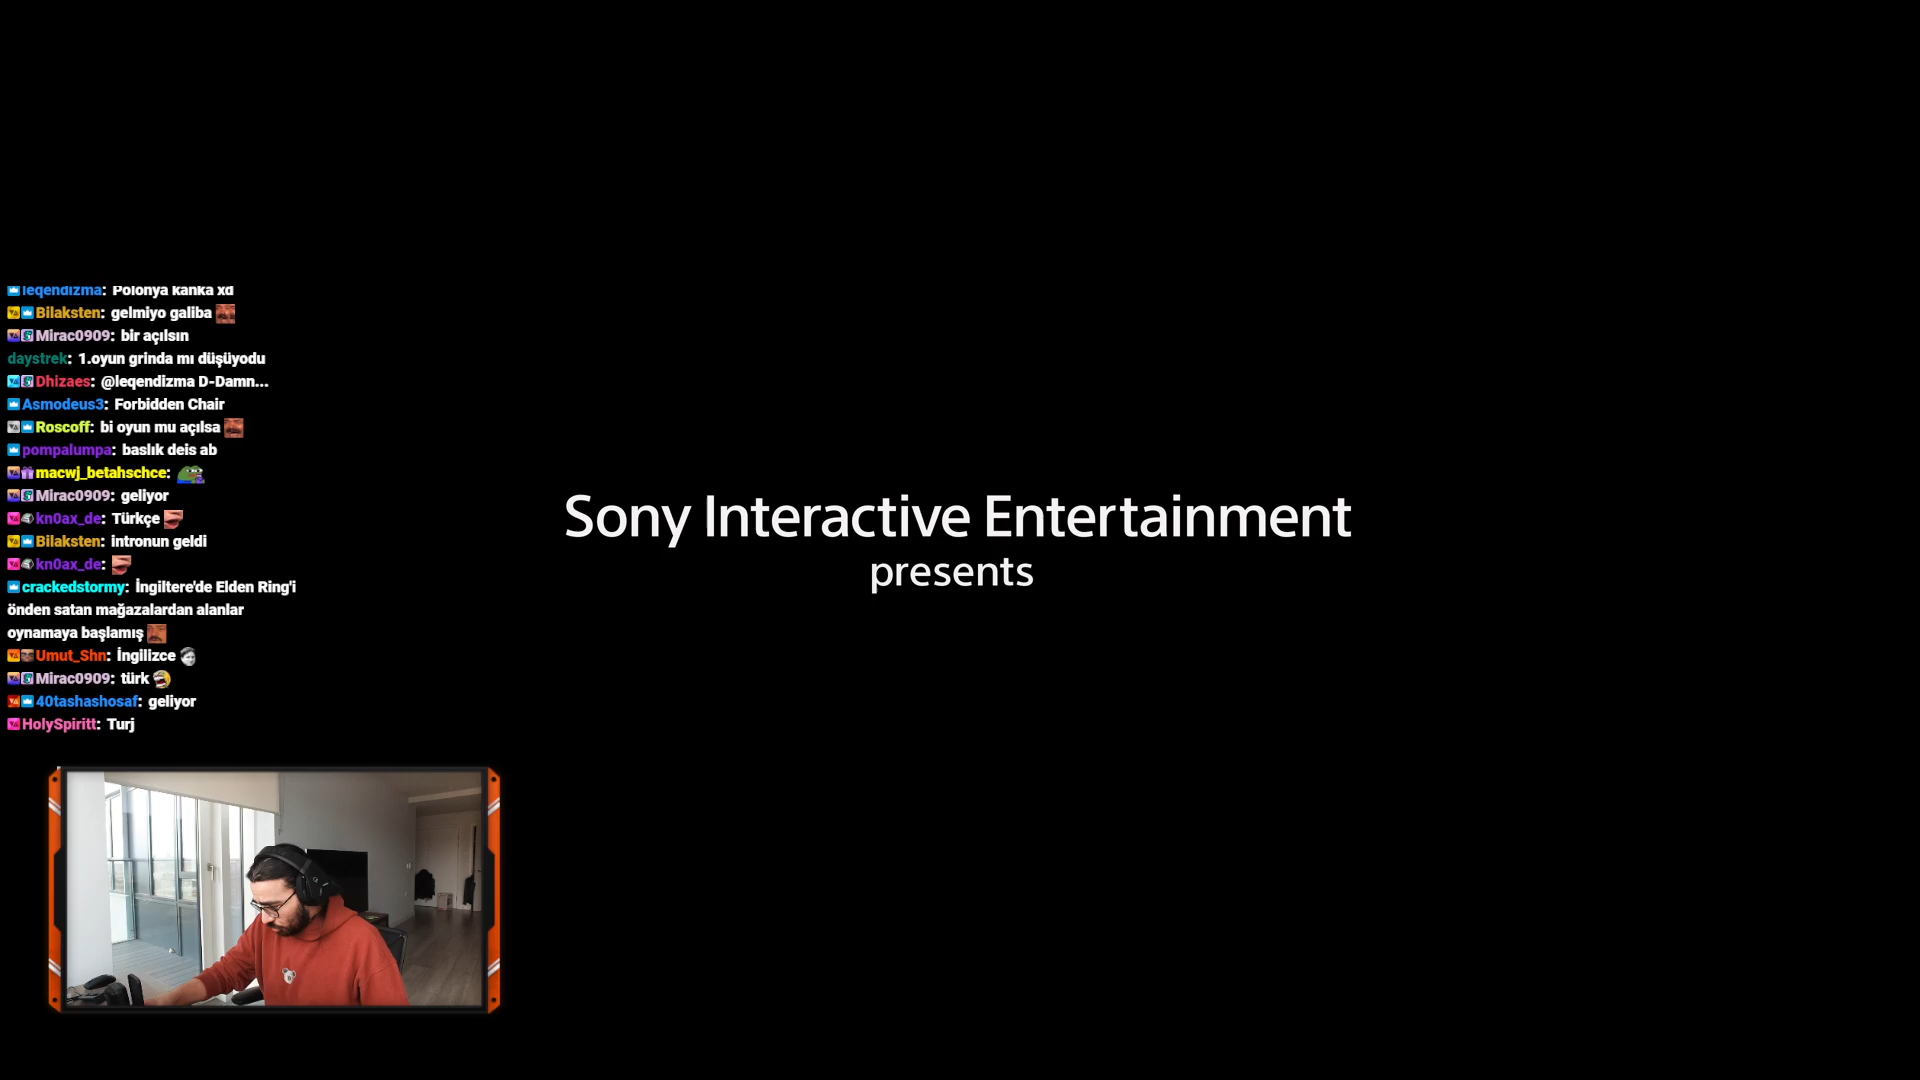 leqendizma: Polonya kanka xd
Bilaksten: gelmiyo galiba
Mirac0909: bir açılsın
daystrek: 1.oyun grinda mı düşüyodu
Dhizaes: @leqendizma D-Damn...
Asmodeus3: Forbidden Chair
Roscoff: bi oyun mu açılsa
pompalumpa: baslık deis ab
macwj_betahschce:
Mirac0909: geliyor
kn0ax_de: Türkçe
Bilaksten: intronun geldi
kn0ax_de:
crackedstormy: İngiltere'de Elden Ring'i
önden satan mağazalardan alanlar
oynamaya başlamış
Umut_Shn: İngilizce
Mirac0909: türk
40tashashosaf: geliyor
HolySpiritt: Turj
Sony Interactive Entertainment
presents